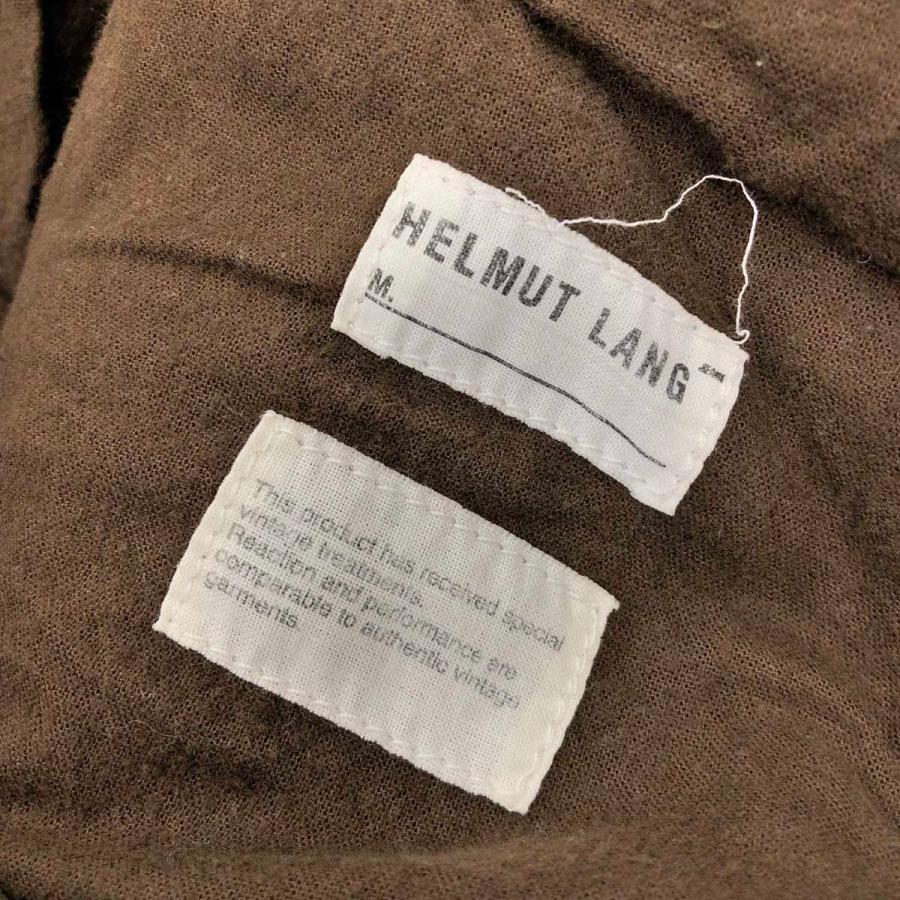 HELMUT LANG
M.
This product has received special
vintage treatments.
Reaction and performance are
comparable to authentic vintage
garments.